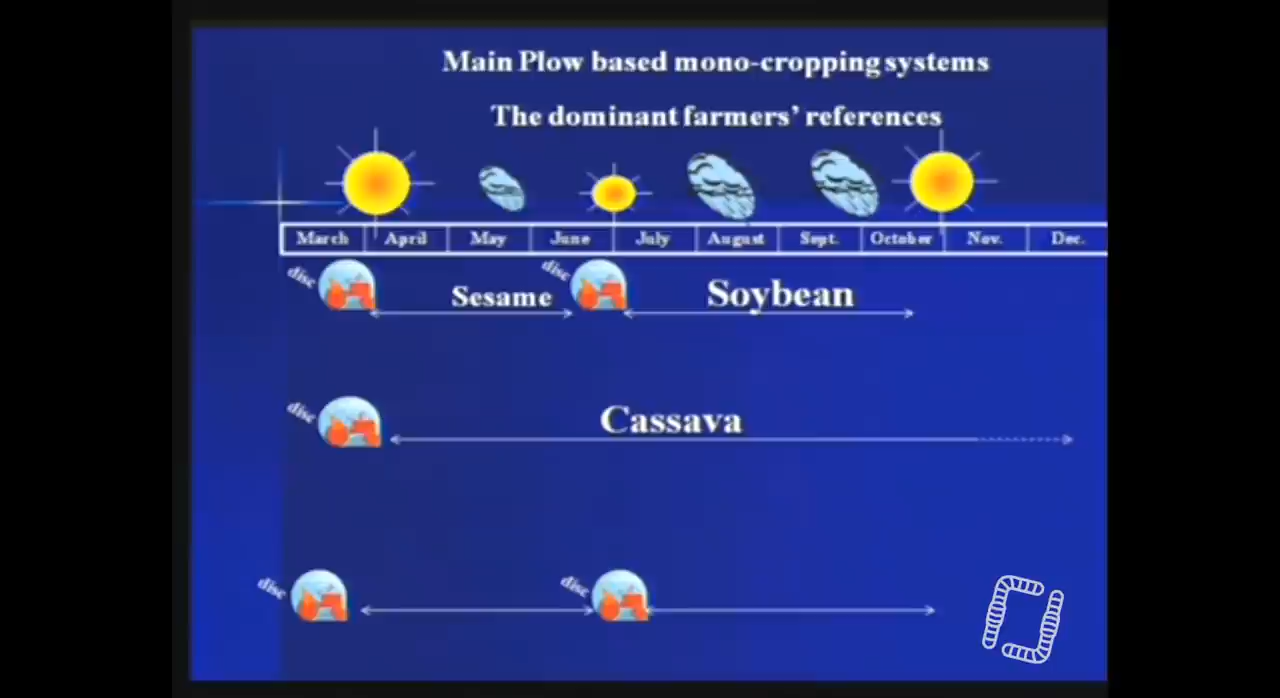 Main Plow based mono-cropping systems
The dominant farmers' references
March April May June July August Sept. October Nov. Dec.
disc disc
Sesame Soybean
disc
Cassava
disc disc